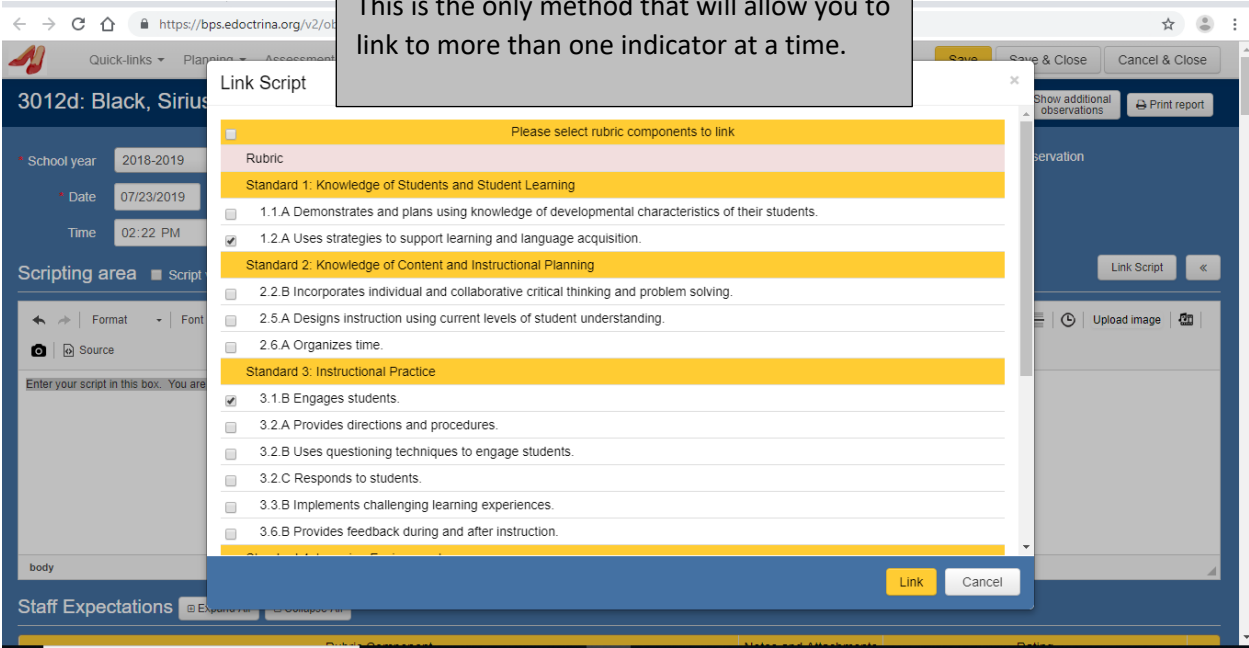 This is the only method that will allow you to
link to more than one indicator at a time.
https://bps.edoctrina.org/v2/ob
Quick-links Planning Assessment Save Save & Close Cancel & Close
3012d: Black, Sirius Show additional observations Print report
Link Script ×
Please select rubric components to link
Rubric
Standard 1: Knowledge of Students and Student Learning
1.1.A Demonstrates and plans using knowledge of developmental characteristics of their students.
1.2.A Uses strategies to support learning and language acquisition.
Standard 2: Knowledge of Content and Instructional Planning
2.2.B Incorporates individual and collaborative critical thinking and problem solving.
2.5.A Designs instruction using current levels of student understanding.
2.6.A Organizes time.
Standard 3: Instructional Practice
3.1.B Engages students.
3.2.A Provides directions and procedures.
3.2.B Uses questioning techniques to engage students.
3.2.C Responds to students.
3.3.B Implements challenging learning experiences.
3.6.B Provides feedback during and after instruction.
Link Cancel
* School year 2018-2019 servation
* Date 07/23/2019
Time 02:22 PM
Scripting area Script Link Script «
Format Font Upload image
Source
Enter your script in this box. You are
body
Staff Expectations Expand All Collapse All
Rubric Component Notes and Attachments Rating